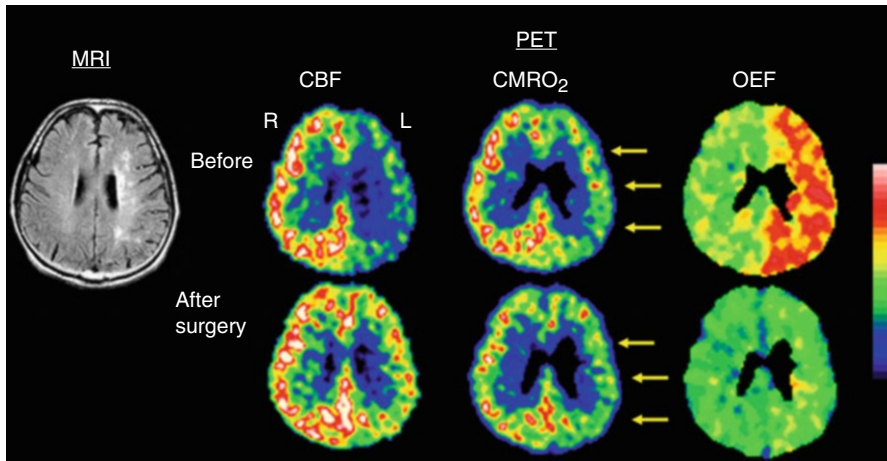 PET
MRI
CBF
CMRO₂
OEF
R
L
Before
After
surgery